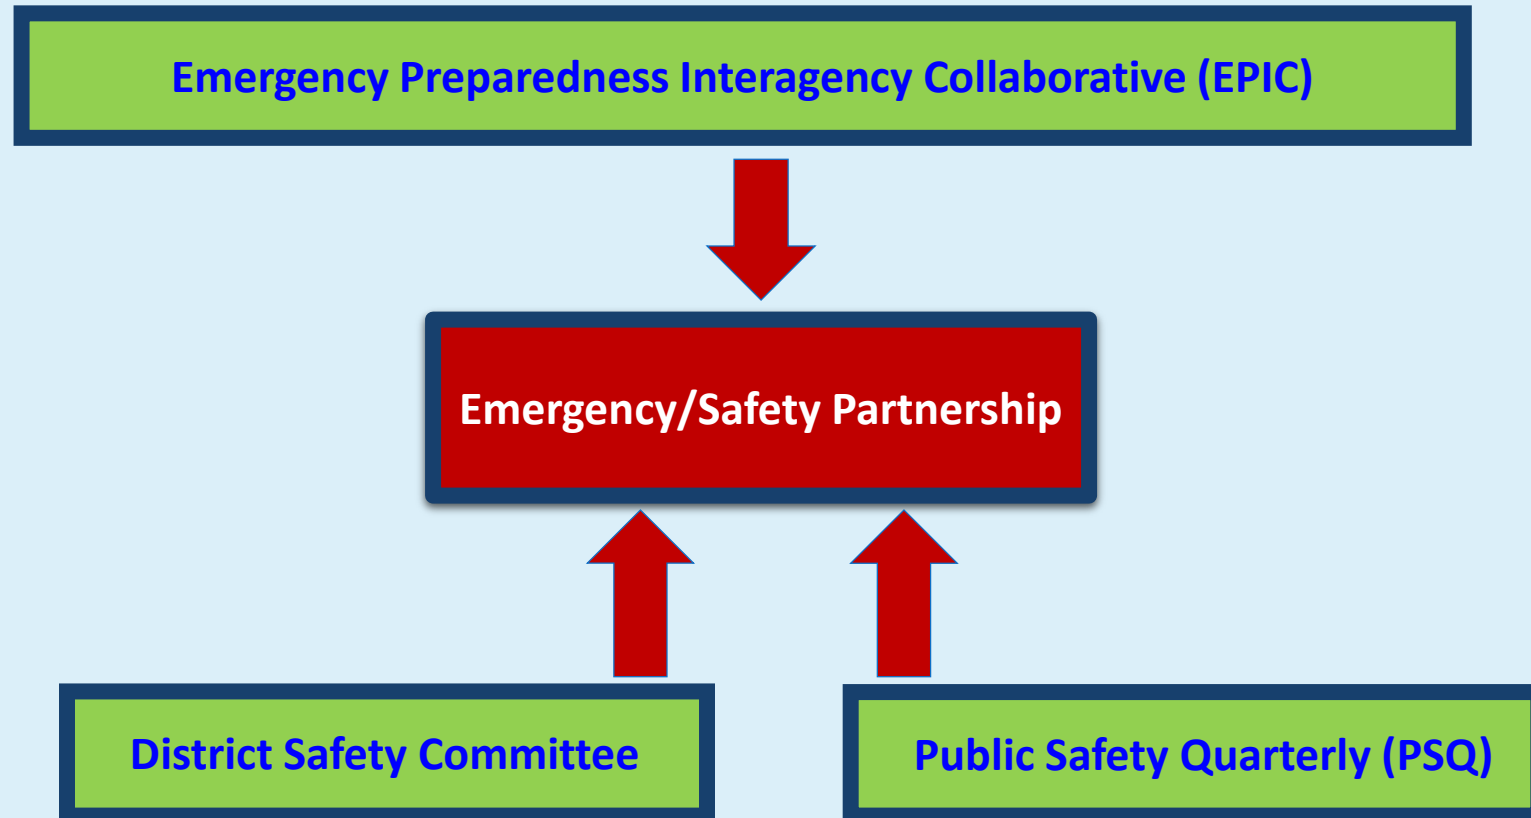 Emergency Preparedness Interagency Collaborative (EPIC)
Emergency/Safety Partnership
District Safety Committee
Public Safety Quarterly (PSQ)